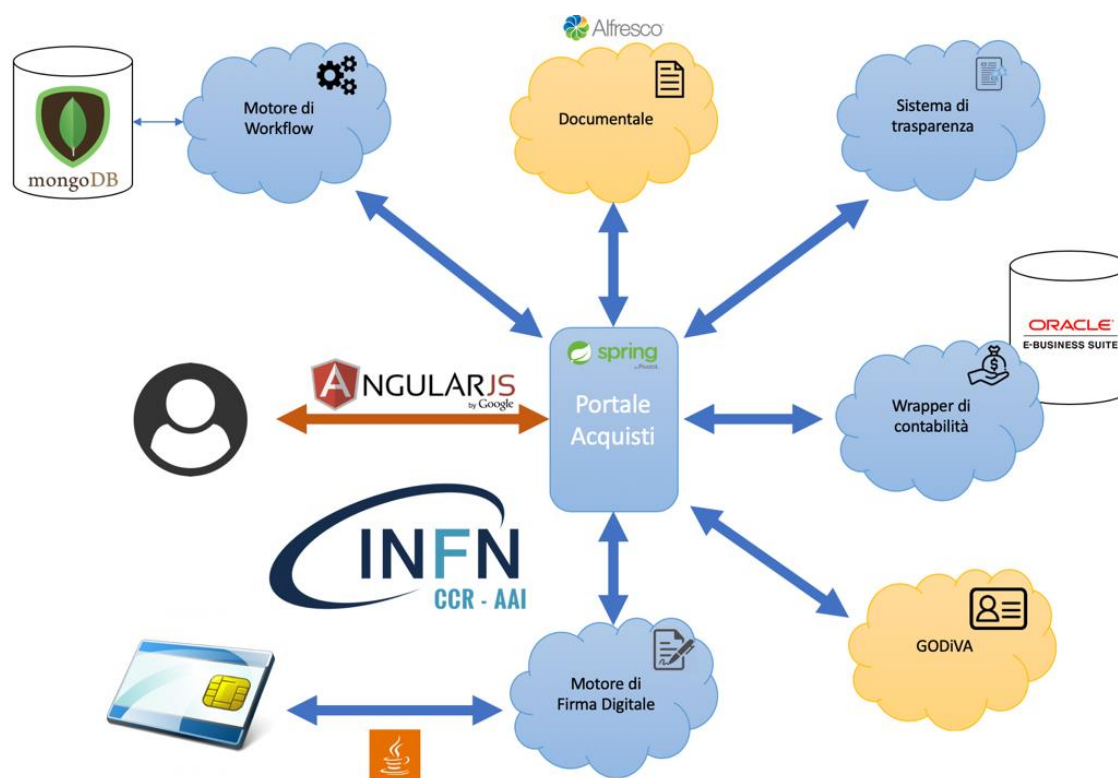 Alfresco
Motore di
Workflow
Documentale
Sistema di
trasparenza
mongoDB
ORACLE
E-BUSINESS SUITE
spring
ANGULARJS
by Google
Portale
Acquisti
Wrapper di
contabilità
INFN
CCR - AAI
GODiVA
Motore di
Firma Digitale